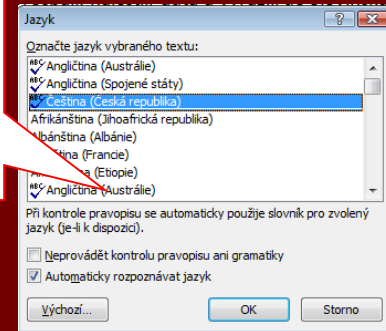 Jazyk
Označte jazyk vybraného textu:
Angličtina (Austrálie)
Angličtina (Spojené státy)
Čeština (Česká republika)
Afrikánština (Jihoafrická republika)
Albánština (Albánie)
(Francie)
(Etiopie)
Angličtina (Austrálie)
Při kontrole pravopisu se automaticky použije slovník pro zvolený
jazyk (je-li k dispozici).
Neprovádět kontrolu pravopisu ani gramatiky
Automaticky rozpoznávat jazyk
Výchozí...
OK
Storno